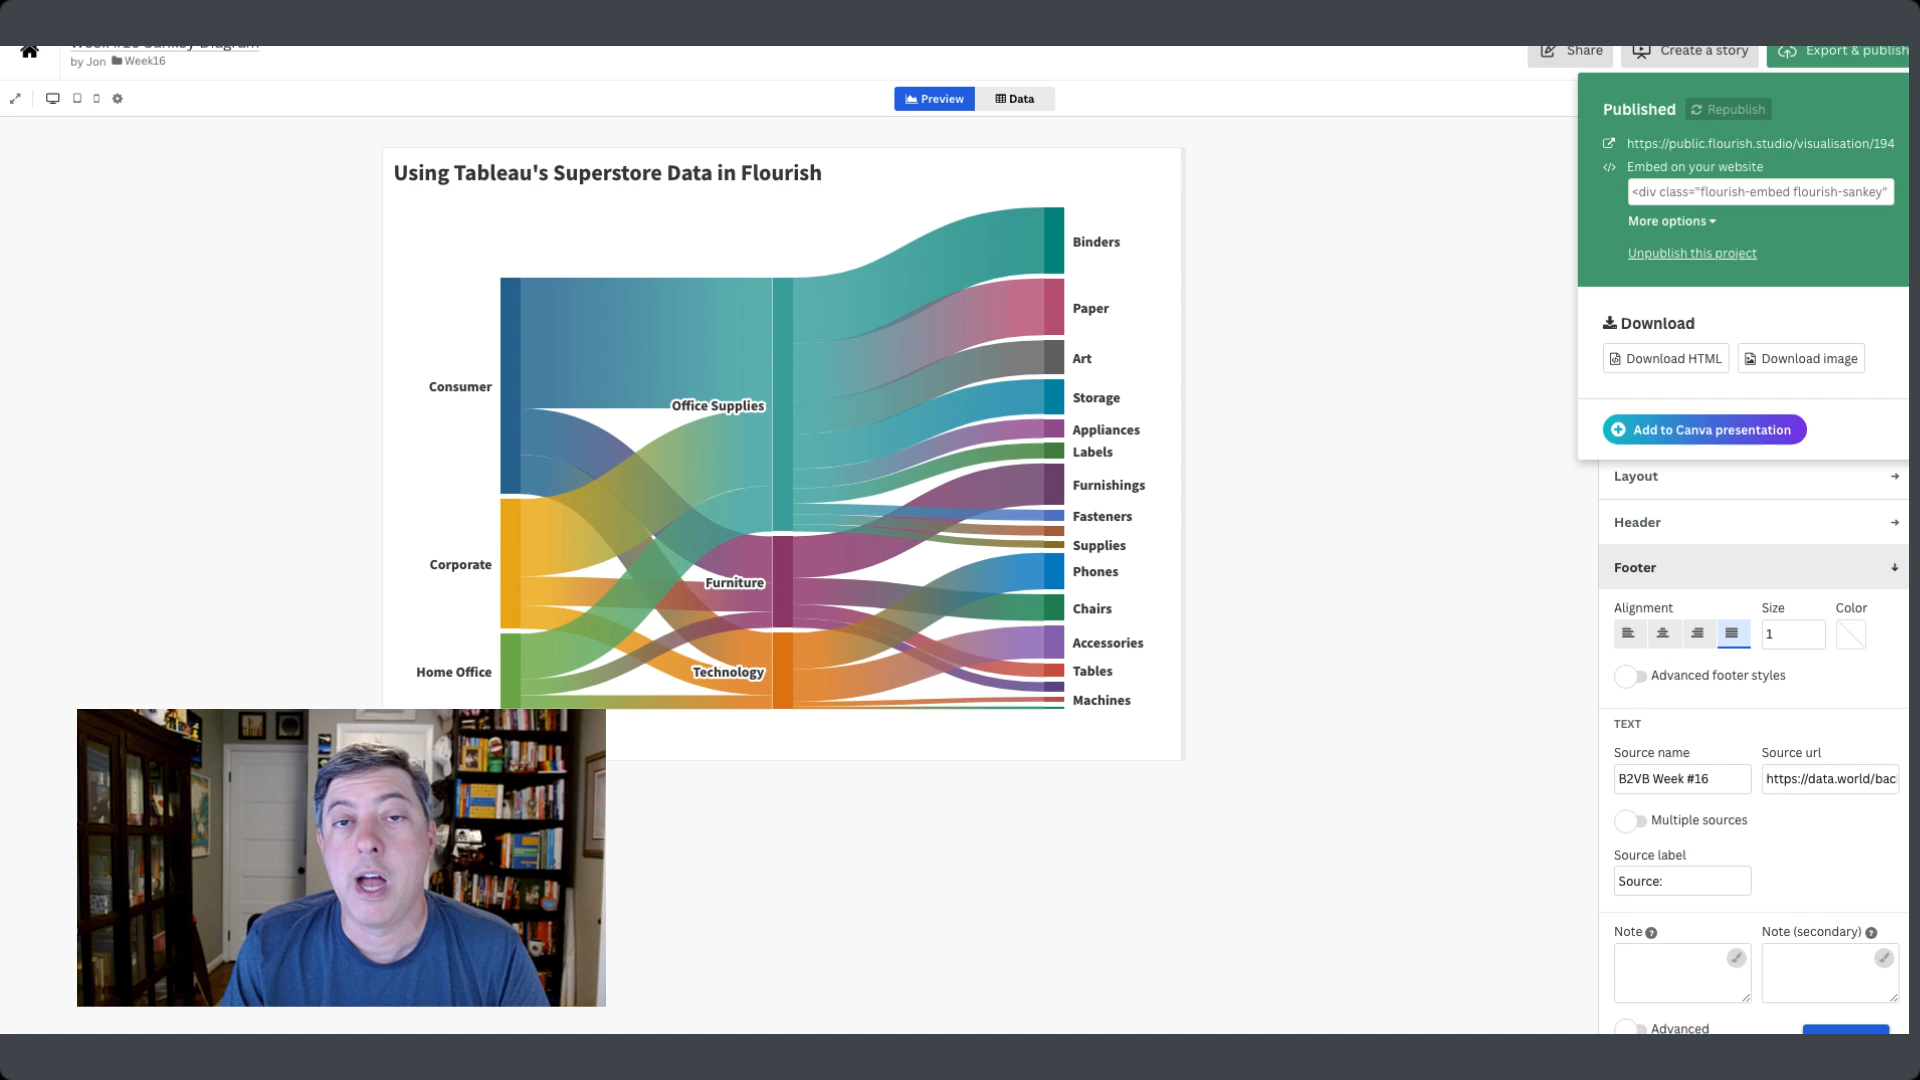 Week #16 Sankey Diagram
by Jon Week16
Share
Create a story
Export & publish
Preview
Data
Published
Republish
https://public.flourish.studio/visualisation/194
Embed on your website
<div class="flourish-embed flourish-sankey"
More options
Unpublish this project
Download
Download HTML
Download image
Add to Canva presentation
Using Tableau's Superstore Data in Flourish
Consumer
Corporate
Home Office
Office Supplies
Furniture
Technology
Binders
Paper
Art
Storage
Appliances
Labels
Furnishings
Fasteners
Supplies
Phones
Chairs
Accessories
Tables
Machines
Layout
Header
Footer
Alignment
Size
Color
1
Advanced footer styles
TEXT
Source name
Source url
B2VB Week #16
https://data.world/bac
Multiple sources
Source label
Source:
Note
Note (secondary)
Advanced